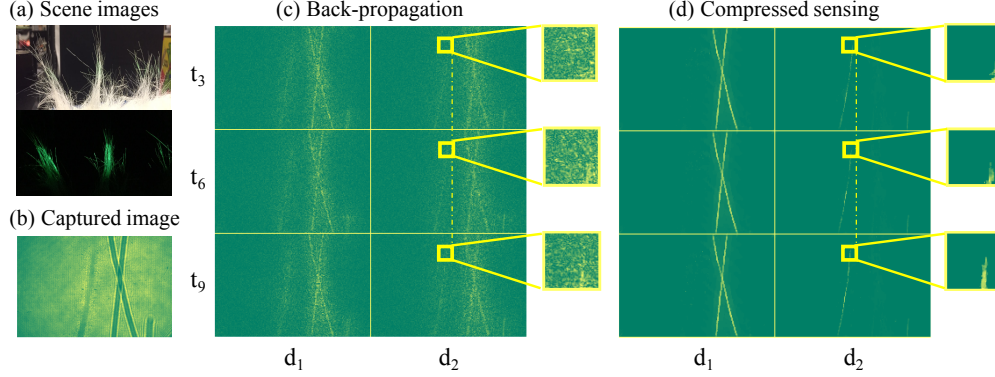 (a) Scene images
(b) Captured image
(c) Back-propagation
t3
t6
t9
d1
d2
(d) Compressed sensing
d1
d2